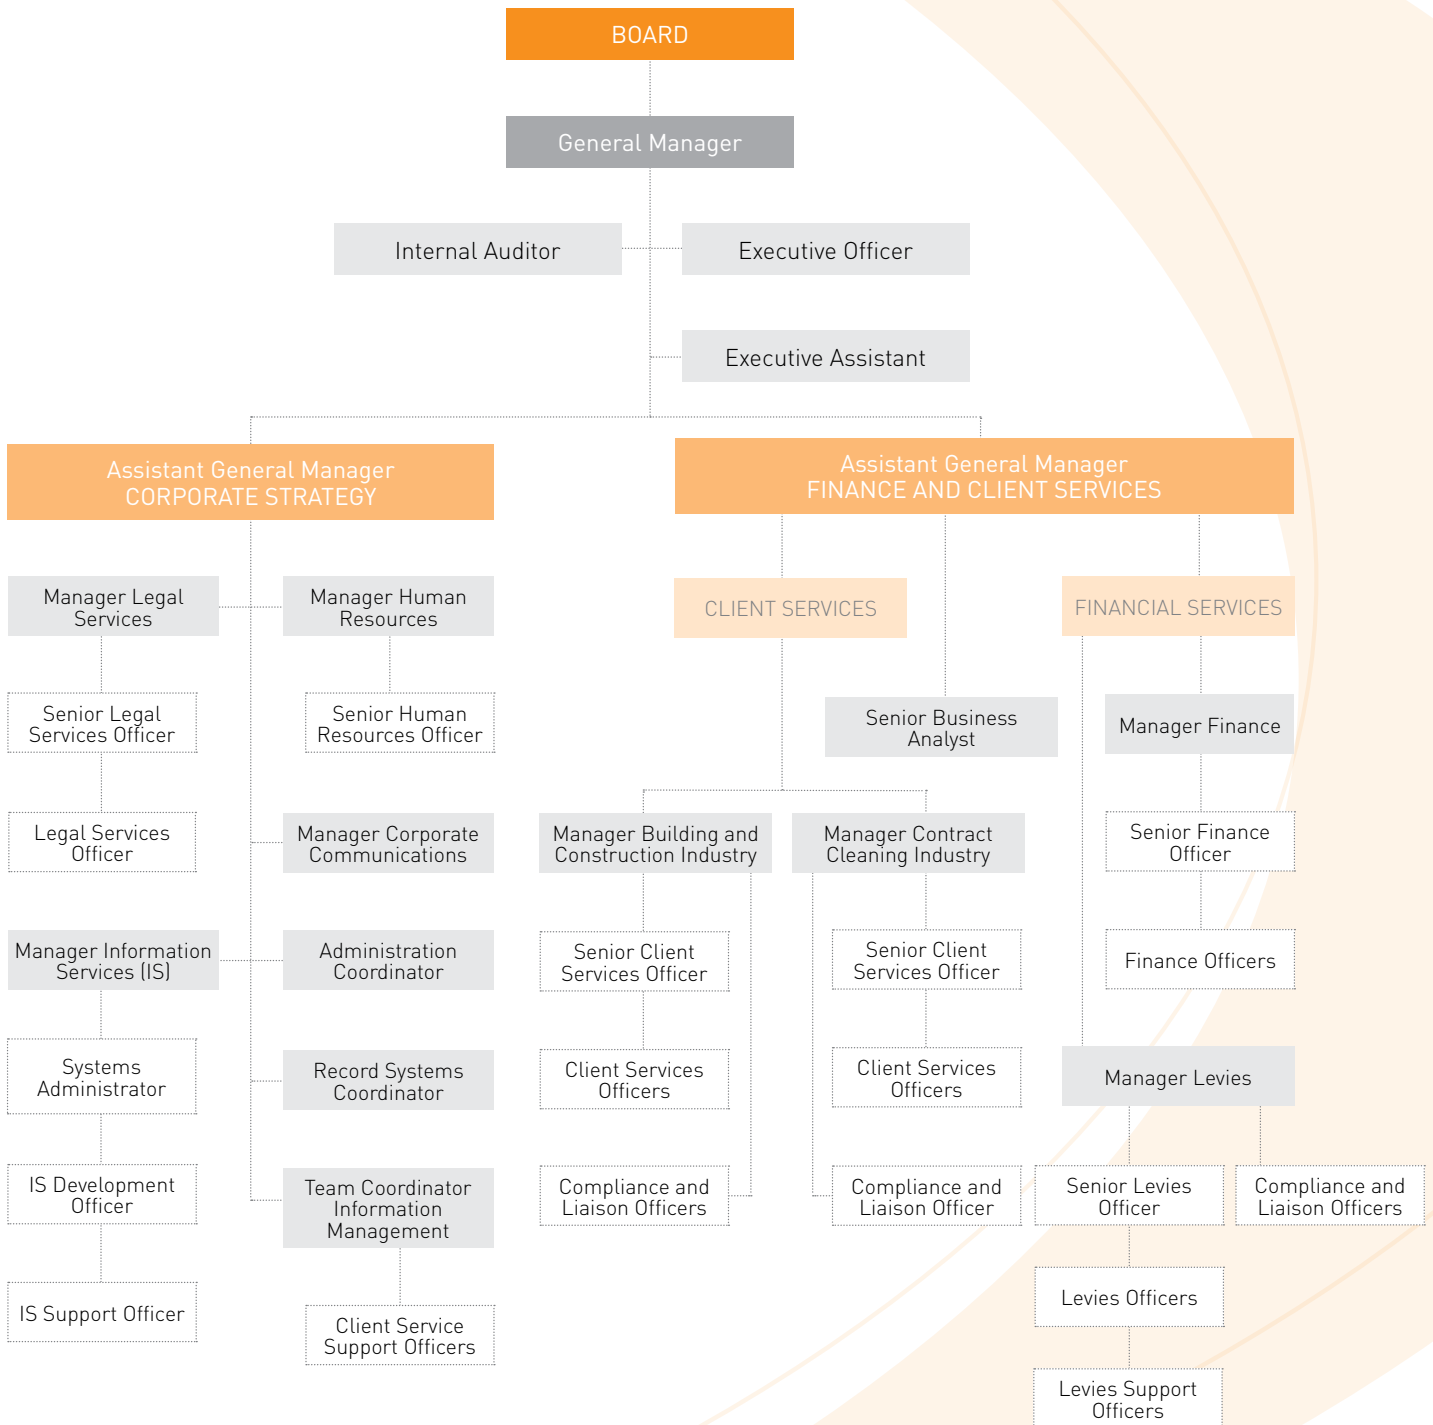 BOARD
General Manager
Internal Auditor
Executive Officer
Executive Assistant
Assistant General Manager
CORPORATE STRATEGY
Assistant General Manager
FINANCE AND CLIENT SERVICES
Manager Legal
Services
Manager Human
Resources
CLIENT SERVICES
FINANCIAL SERVICES
Senior Legal
Services Officer
Senior Human
Resources Officer
Senior Business
Analyst
Manager Finance
Legal Services
Officer
Manager Corporate
Communications
Manager Building and
Construction Industry
Manager Contract
Cleaning Industry
Senior Finance
Officer
Manager Information
Services (IS)
Administration
Coordinator
Senior Client
Services Officer
Senior Client
Services Officer
Finance Officers
Systems
Administrator
Record Systems
Coordinator
Client Services
Officers
Client Services
Officers
Manager Levies
IS Development
Officer
Team Coordinator
Information
Management
Compliance and
Liaison Officers
Compliance and
Liaison Officer
Senior Levies
Officer
Compliance and
Liaison Officers
IS Support Officer
Client Service
Support Officers
Levies Officers
Levies Support
Officers